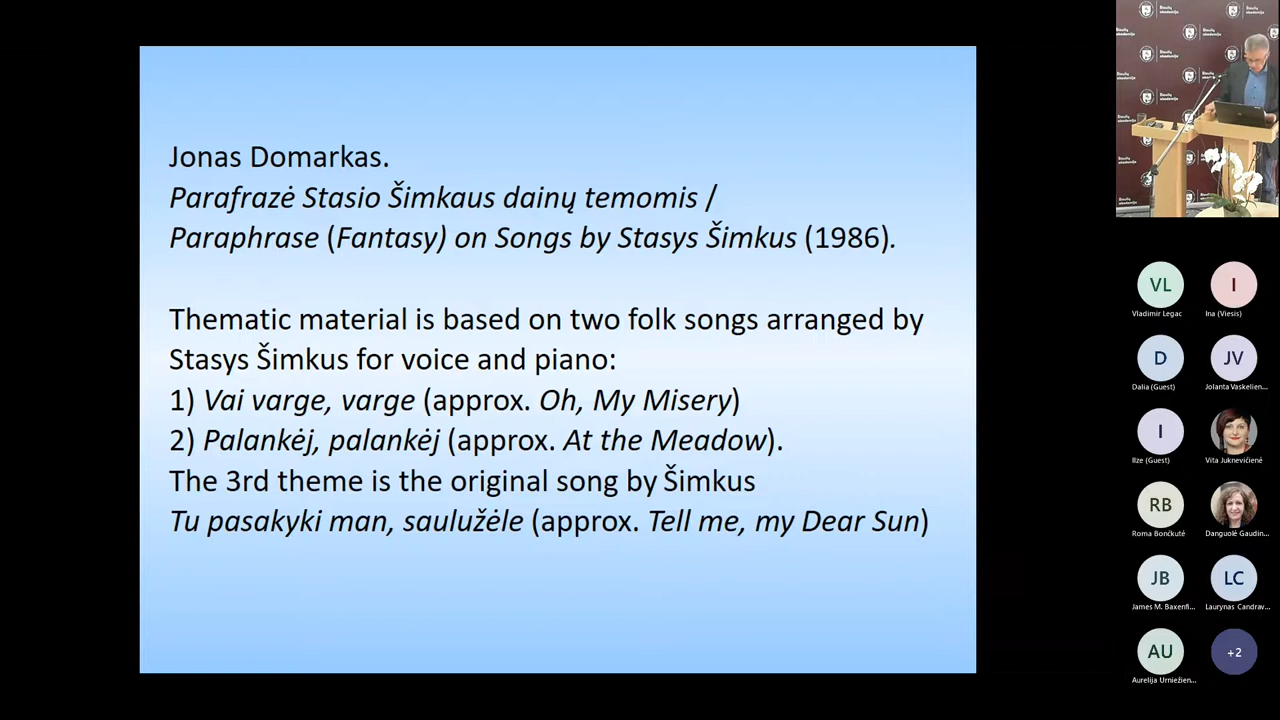 Jonas Domarkas.
Parafrazė Stasio Šimkaus dainų temomis /
Paraphrase (Fantasy) on Songs by Stasys Šimkus (1986).
Thematic material is based on two folk songs arranged by
Stasys Šimkus for voice and piano:
1) Vai varge, varge (approx. Oh, My Misery)
2) Palankėj, palankėj (approx. At the Meadow).
The 3rd theme is the original song by Šimkus
Tu pasakyki man, saulužėle (approx. Tell me, my Dear Sun)
Šiaulių
akademija
VL
Vladimir Legac
I
Ina (Viesis)
D
Dalia (Guest)
JV
Jolanta Vaskelien...
I
Ilze (Guest)
Vita Juknevičienė
RB
Roma Bončkutė
Danguolė Gaudin...
JB
James M. Baxenfi...
LC
Laurynas Candrav...
AU
Aurelija Urniežien...
+2